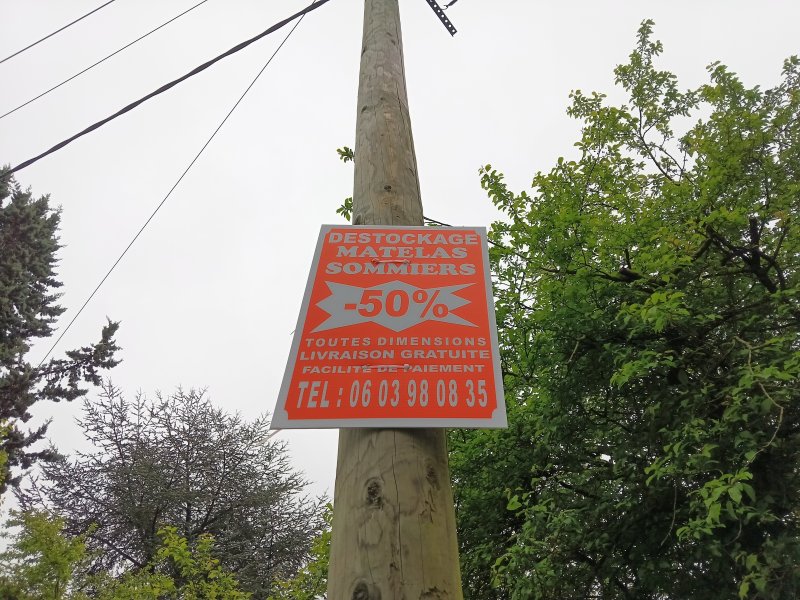 DESTOCKAGE
MATELAS
SOMMIERS
-50%
TOUTES DIMENSIONS
LIVRAISON GRATUITE
FACILITE DE PAIEMENT
TEL : 06 03 98 08 35